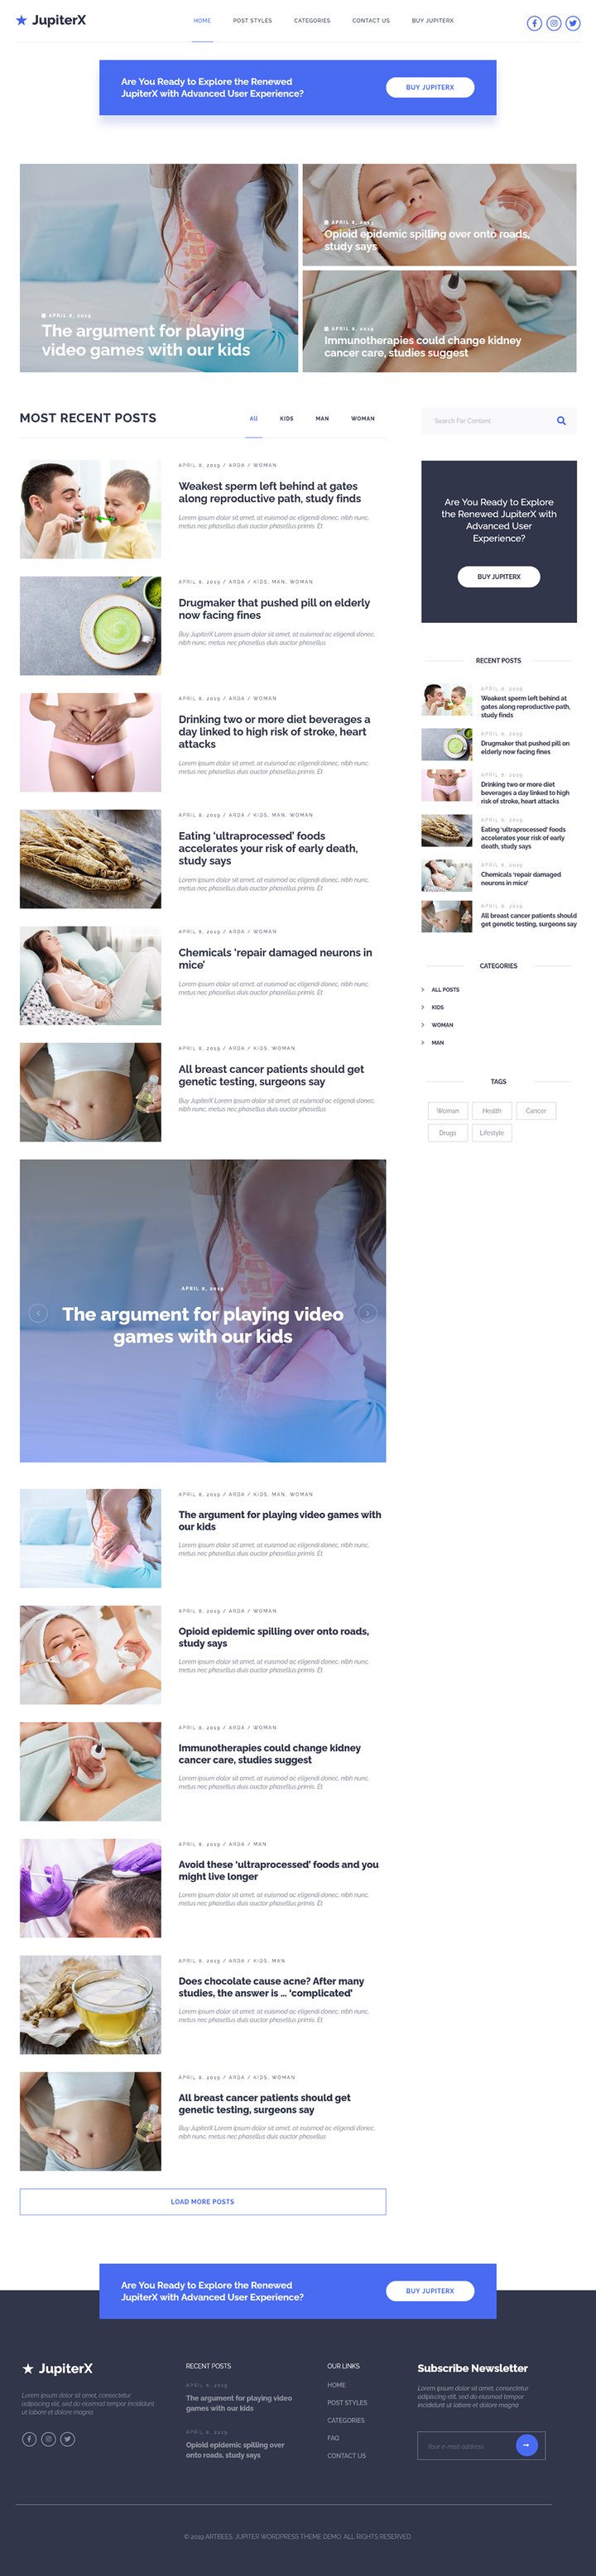 JupiterX
HOME
POST STYLES
CATEGORIES
CONTACT US
BUY JUPITERX
Are You Ready to Explore the Renewed
JupiterX with Advanced User Experience?
BUY JUPITERX
APRIL 8, 2019
The argument for playing
video games with our kids
APRIL 8, 2019
Opioid epidemic spilling over onto roads,
study says
APRIL 8, 2019
Immunotherapies could change kidney
cancer care, studies suggest
MOST RECENT POSTS
All
KIDS
MAN
WOMAN
APRIL 8, 2019 / ARDA / WOMAN
Weakest sperm left behind at gates
along reproductive path, study finds
Lorem ipsum dolor sit amet, at euismod ac eligendi donec, nibh nunc,
metus nec phasellus duis auctor phasellus primis. Et
APRIL 8, 2019 / ARDA / KIDS, MAN, WOMAN
Drugmaker that pushed pill on elderly
now facing fines
Buy JupiterX Lorem ipsum dolor sit amet, at euismod ac eligendi donec,
nibh nunc, metus nec phasellus duis auctor phasellus
APRIL 8, 2019 / ARDA / WOMAN
Drinking two or more diet beverages a
day linked to high risk of stroke, heart
attacks
Lorem ipsum dolor sit amet, at euismod ac eligendi donec, nibh nunc,
metus nec phasellus duis auctor phasellus primis. Et
APRIL 8, 2019 / ARDA / KIDS, MAN, WOMAN
Eating ‘ultraprocessed’ foods
accelerates your risk of early death,
study says
Lorem ipsum dolor sit amet, at euismod ac eligendi donec, nibh nunc,
metus nec phasellus duis auctor phasellus primis. Et
APRIL 8, 2019 / ARDA / WOMAN
Chemicals ‘repair damaged neurons in
mice’
Lorem ipsum dolor sit amet, at euismod ac eligendi donec, nibh nunc,
metus nec phasellus duis auctor phasellus primis. Et
APRIL 8, 2019 / ARDA / KIDS, WOMAN
All breast cancer patients should get
genetic testing, surgeons say
Buy JupiterX Lorem ipsum dolor sit amet, at euismod ac eligendi donec,
nibh nunc, metus nec phasellus duis auctor phasellus
APRIL 8, 2019
The argument for playing video
games with our kids
APRIL 8, 2019 / ARDA / KIDS, MAN, WOMAN
The argument for playing video games with
our kids
Lorem ipsum dolor sit amet, at euismod ac eligendi donec, nibh nunc,
metus nec phasellus duis auctor phasellus primis. Et
APRIL 8, 2019 / ARDA / WOMAN
Opioid epidemic spilling over onto roads,
study says
Lorem ipsum dolor sit amet, at euismod ac eligendi donec, nibh nunc,
metus nec phasellus duis auctor phasellus primis. Et
APRIL 8, 2019 / ARDA / WOMAN
Immunotherapies could change kidney
cancer care, studies suggest
Lorem ipsum dolor sit amet, at euismod ac eligendi donec, nibh nunc,
metus nec phasellus duis auctor phasellus primis. Et
APRIL 8, 2019 / ARDA / MAN
Avoid these ‘ultraprocessed’ foods and you
might live longer
Lorem ipsum dolor sit amet, at euismod ac eligendi donec, nibh nunc,
metus nec phasellus duis auctor phasellus primis. Et
APRIL 8, 2019 / ARDA / KIDS, MAN
Does chocolate cause acne? After many
studies, the answer is … ‘complicated’
Lorem ipsum dolor sit amet, at euismod ac eligendi donec, nibh nunc,
metus nec phasellus duis auctor phasellus primis. Et
APRIL 8, 2019 / ARDA / KIDS, WOMAN
All breast cancer patients should get
genetic testing, surgeons say
Buy JupiterX Lorem ipsum dolor sit amet, at euismod ac eligendi donec,
nibh nunc, metus nec phasellus duis auctor phasellus
LOAD MORE POSTS
Search For Content
Are You Ready to Explore
the Renewed JupiterX with
Advanced User
Experience?
BUY JUPITERX
RECENT POSTS
APRIL 8, 2019
Weakest sperm left behind at
gates along reproductive path,
study finds
APRIL 8, 2019
Drugmaker that pushed pill on
elderly now facing fines
APRIL 8, 2019
Drinking two or more diet
beverages a day linked to high
risk of stroke, heart attacks
APRIL 8, 2019
Eating ‘ultraprocessed’ foods
accelerates your risk of early
death, study says
APRIL 8, 2019
Chemicals ‘repair damaged
neurons in mice’
APRIL 8, 2019
All breast cancer patients should
get genetic testing, surgeons say
CATEGORIES
ALL POSTS
KIDS
WOMAN
MAN
TAGS
Woman
Health
Cancer
Drugs
Lifestyle
Are You Ready to Explore the Renewed
JupiterX with Advanced User Experience?
BUY JUPITERX
JupiterX
Lorem ipsum dolor sit amet, consectetur
adipiscing elit, sed do eiusmod tempor incididunt
ut labore et dolore magna
RECENT POSTS
APRIL 8, 2019
The argument for playing video
games with our kids
APRIL 8, 2019
Opioid epidemic spilling over
onto roads, study says
OUR LINKS
HOME
POST STYLES
CATEGORIES
FAQ
CONTACT US
Subscribe Newsletter
Lorem ipsum dolor sit amet, consectetur
adipiscing elit, sed do eiusmod tempor
incididunt ut labore et dolore magna
Your e-mail address
© 2019 ARTBEES. JUPITER WORDPRESS THEME DEMO. ALL RIGHTS RESERVED.